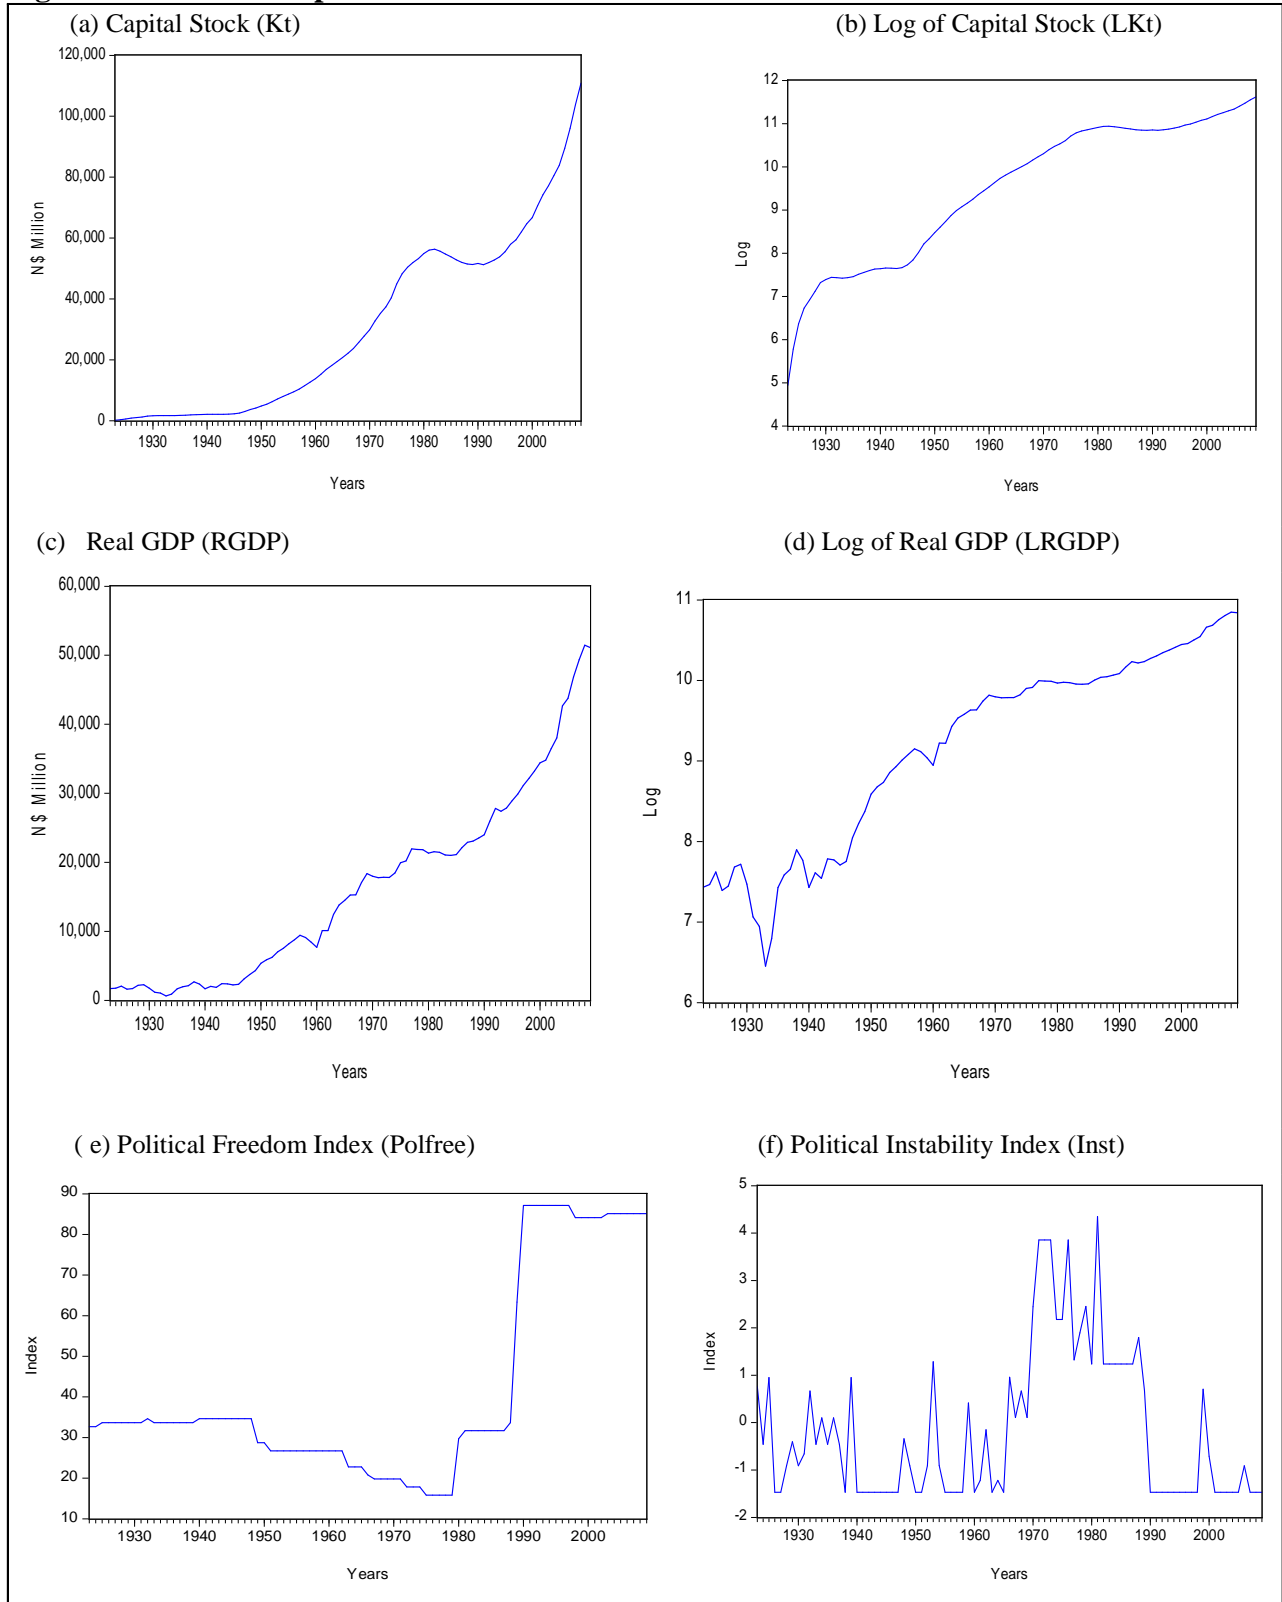 (a) Capital Stock (Kt)
120,000
100,000
80,000
60,000
40,000
20,000
0
N$ Million
1930 1940 1950 1960 1970 1980 1990 2000
Years
(b) Log of Capital Stock (LKt)
12
11
10
9
8
7
6
5
4
Log
1930 1940 1950 1960 1970 1980 1990 2000
Years
(c) Real GDP (RGDP)
60,000
50,000
40,000
30,000
20,000
10,000
0
N$ Million
1930 1940 1950 1960 1970 1980 1990 2000
Years
(d) Log of Real GDP (LRGDP)
11
10
9
8
7
6
Log
1930 1940 1950 1960 1970 1980 1990 2000
Years
( e) Political Freedom Index (Polfree)
90
80
70
60
50
40
30
20
10
Index
1930 1940 1950 1960 1970 1980 1990 2000
Years
(f) Political Instability Index (Inst)
5
4
3
2
1
0
-1
-2
Index
1930 1940 1950 1960 1970 1980 1990 2000
Years